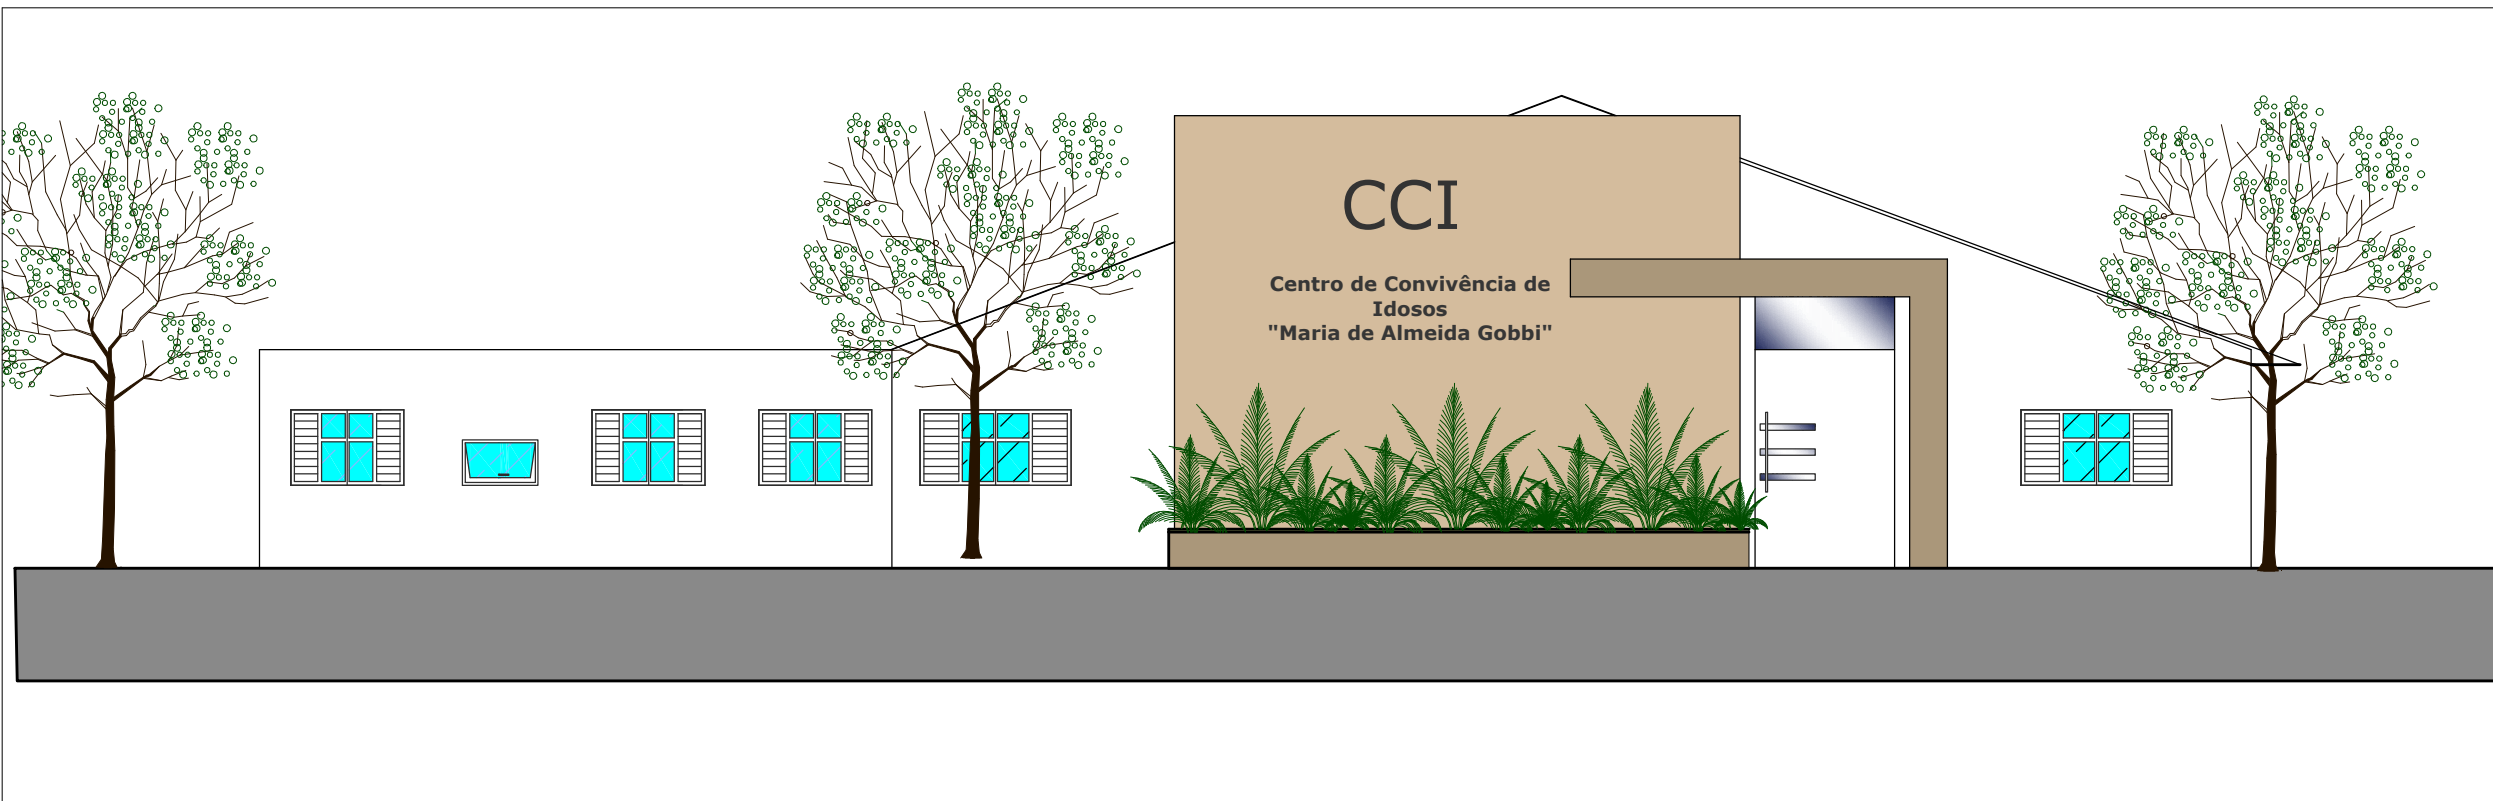 CCI
Centro de Convivência de
Idosos
"Maria de Almeida Gobbi"